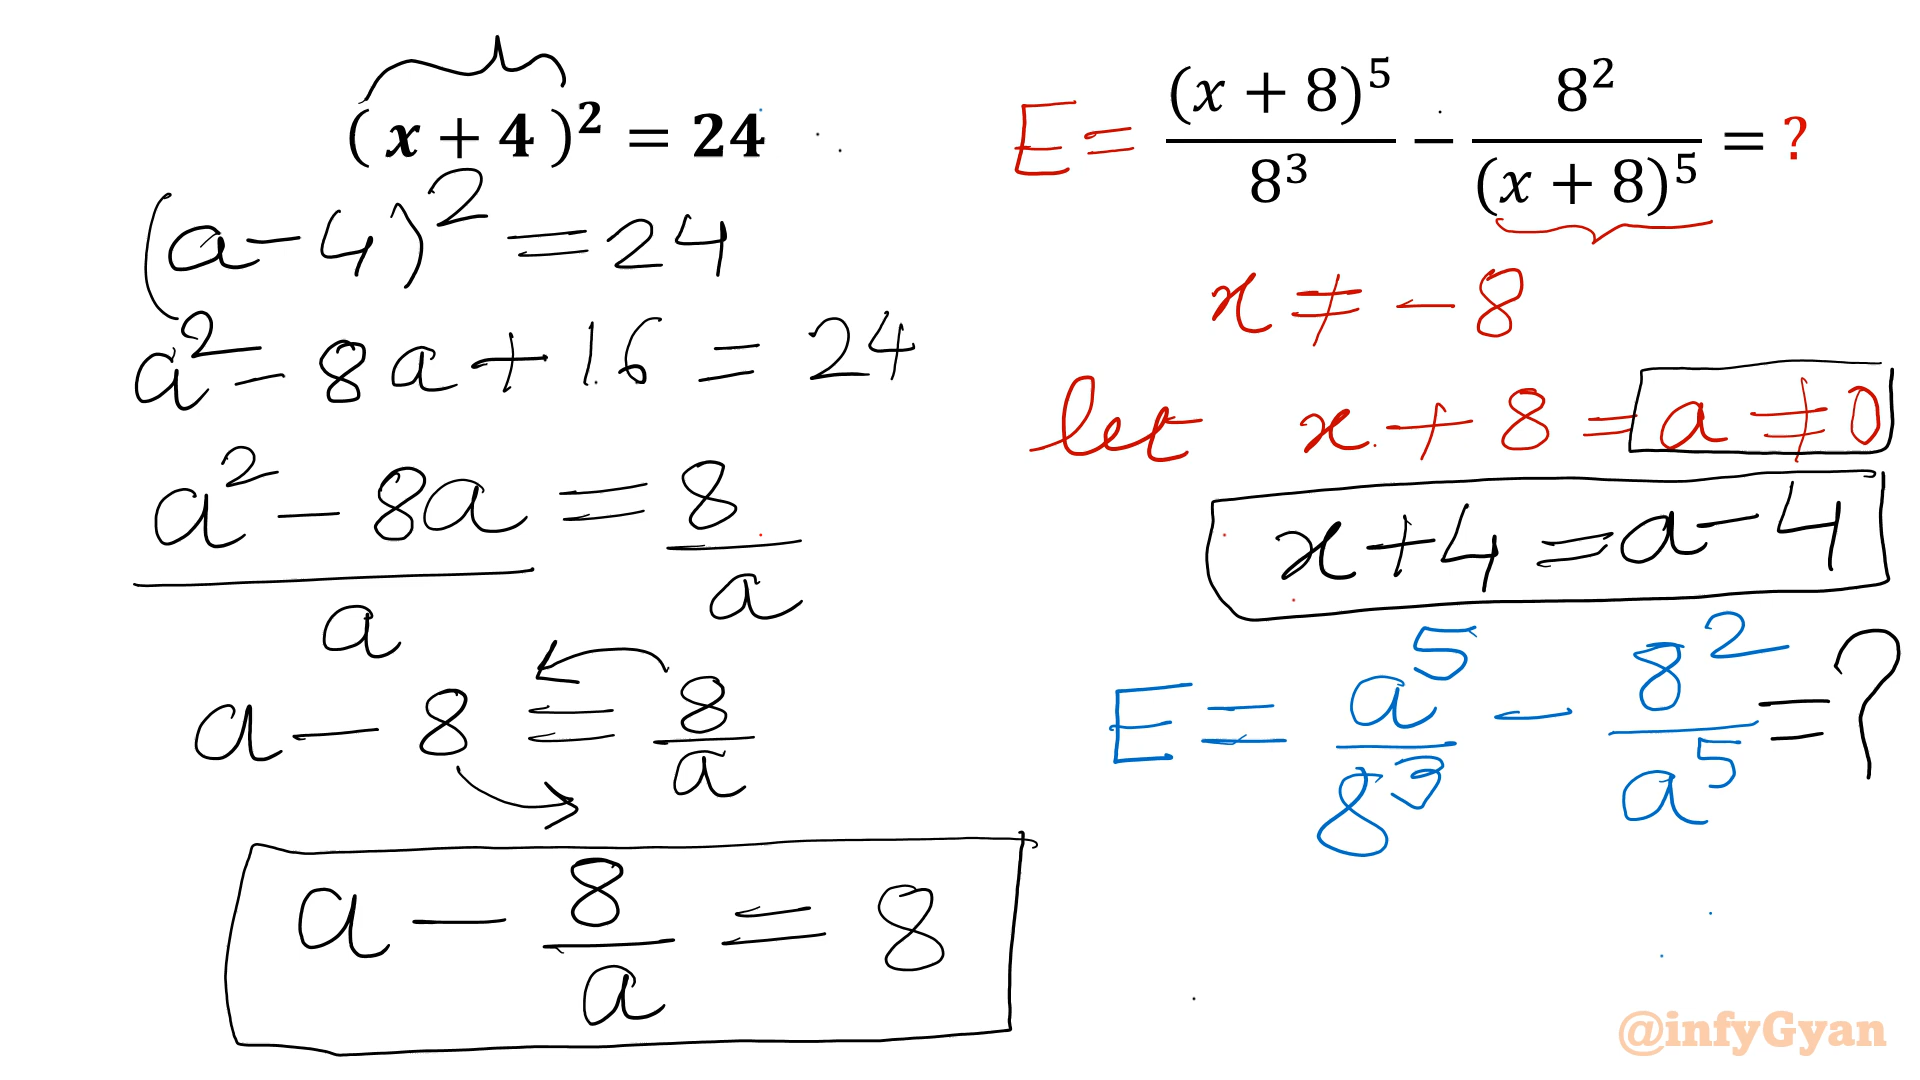 ( x + 4 )² = 24
(a - 4)² = 24
a² - 8a + 16 = 24
a² - 8a / a = 8 / a
a - 8 = 8 / a
a - 8 / a = 8
E = (x + 8)⁵ / 8³ − 8² / (x + 8)⁵ = ?
x ≠ - 8
let x + 8 = a ≠ 0
x + 4 = a - 4
E = a⁵ / 8³ - 8² / a⁵ = ?
@infyGyan